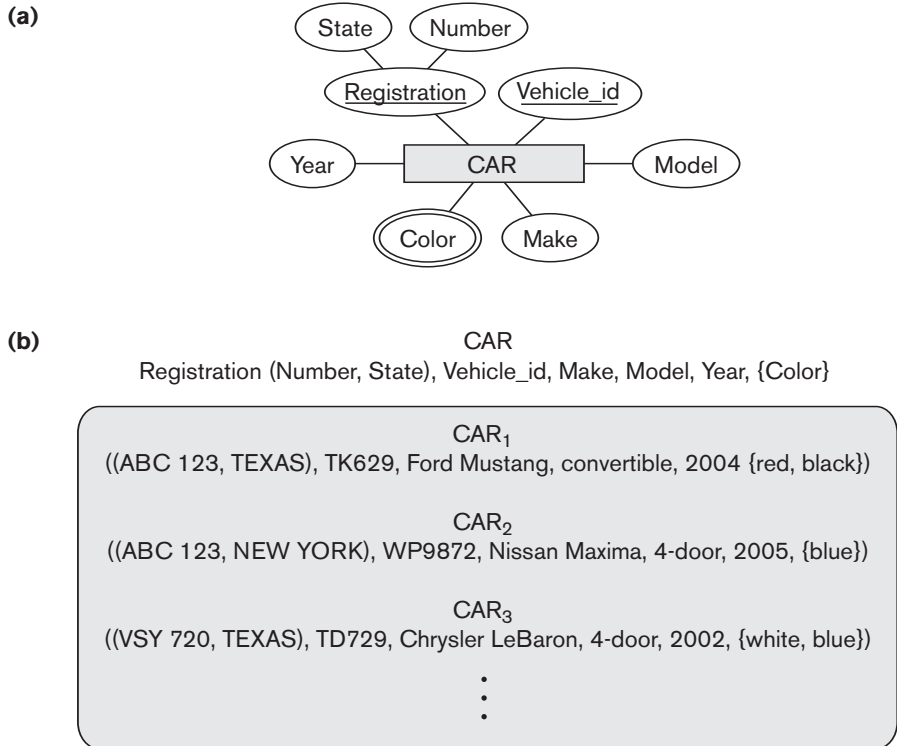 (a)
State Number
Registration Vehicle_id
Year CAR Model
Color Make
(b)
CAR
Registration (Number, State), Vehicle_id, Make, Model, Year, {Color}
CAR1
((ABC 123, TEXAS), TK629, Ford Mustang, convertible, 2004 {red, black})
CAR2
((ABC 123, NEW YORK), WP9872, Nissan Maxima, 4-door, 2005, {blue})
CAR3
((VSY 720, TEXAS), TD729, Chrysler LeBaron, 4-door, 2002, {white, blue})